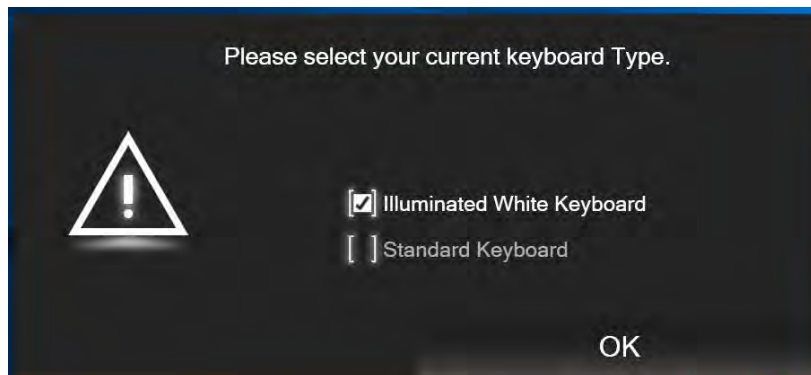 Please select your current keyboard Type.
Illuminated White Keyboard
Standard Keyboard
OK